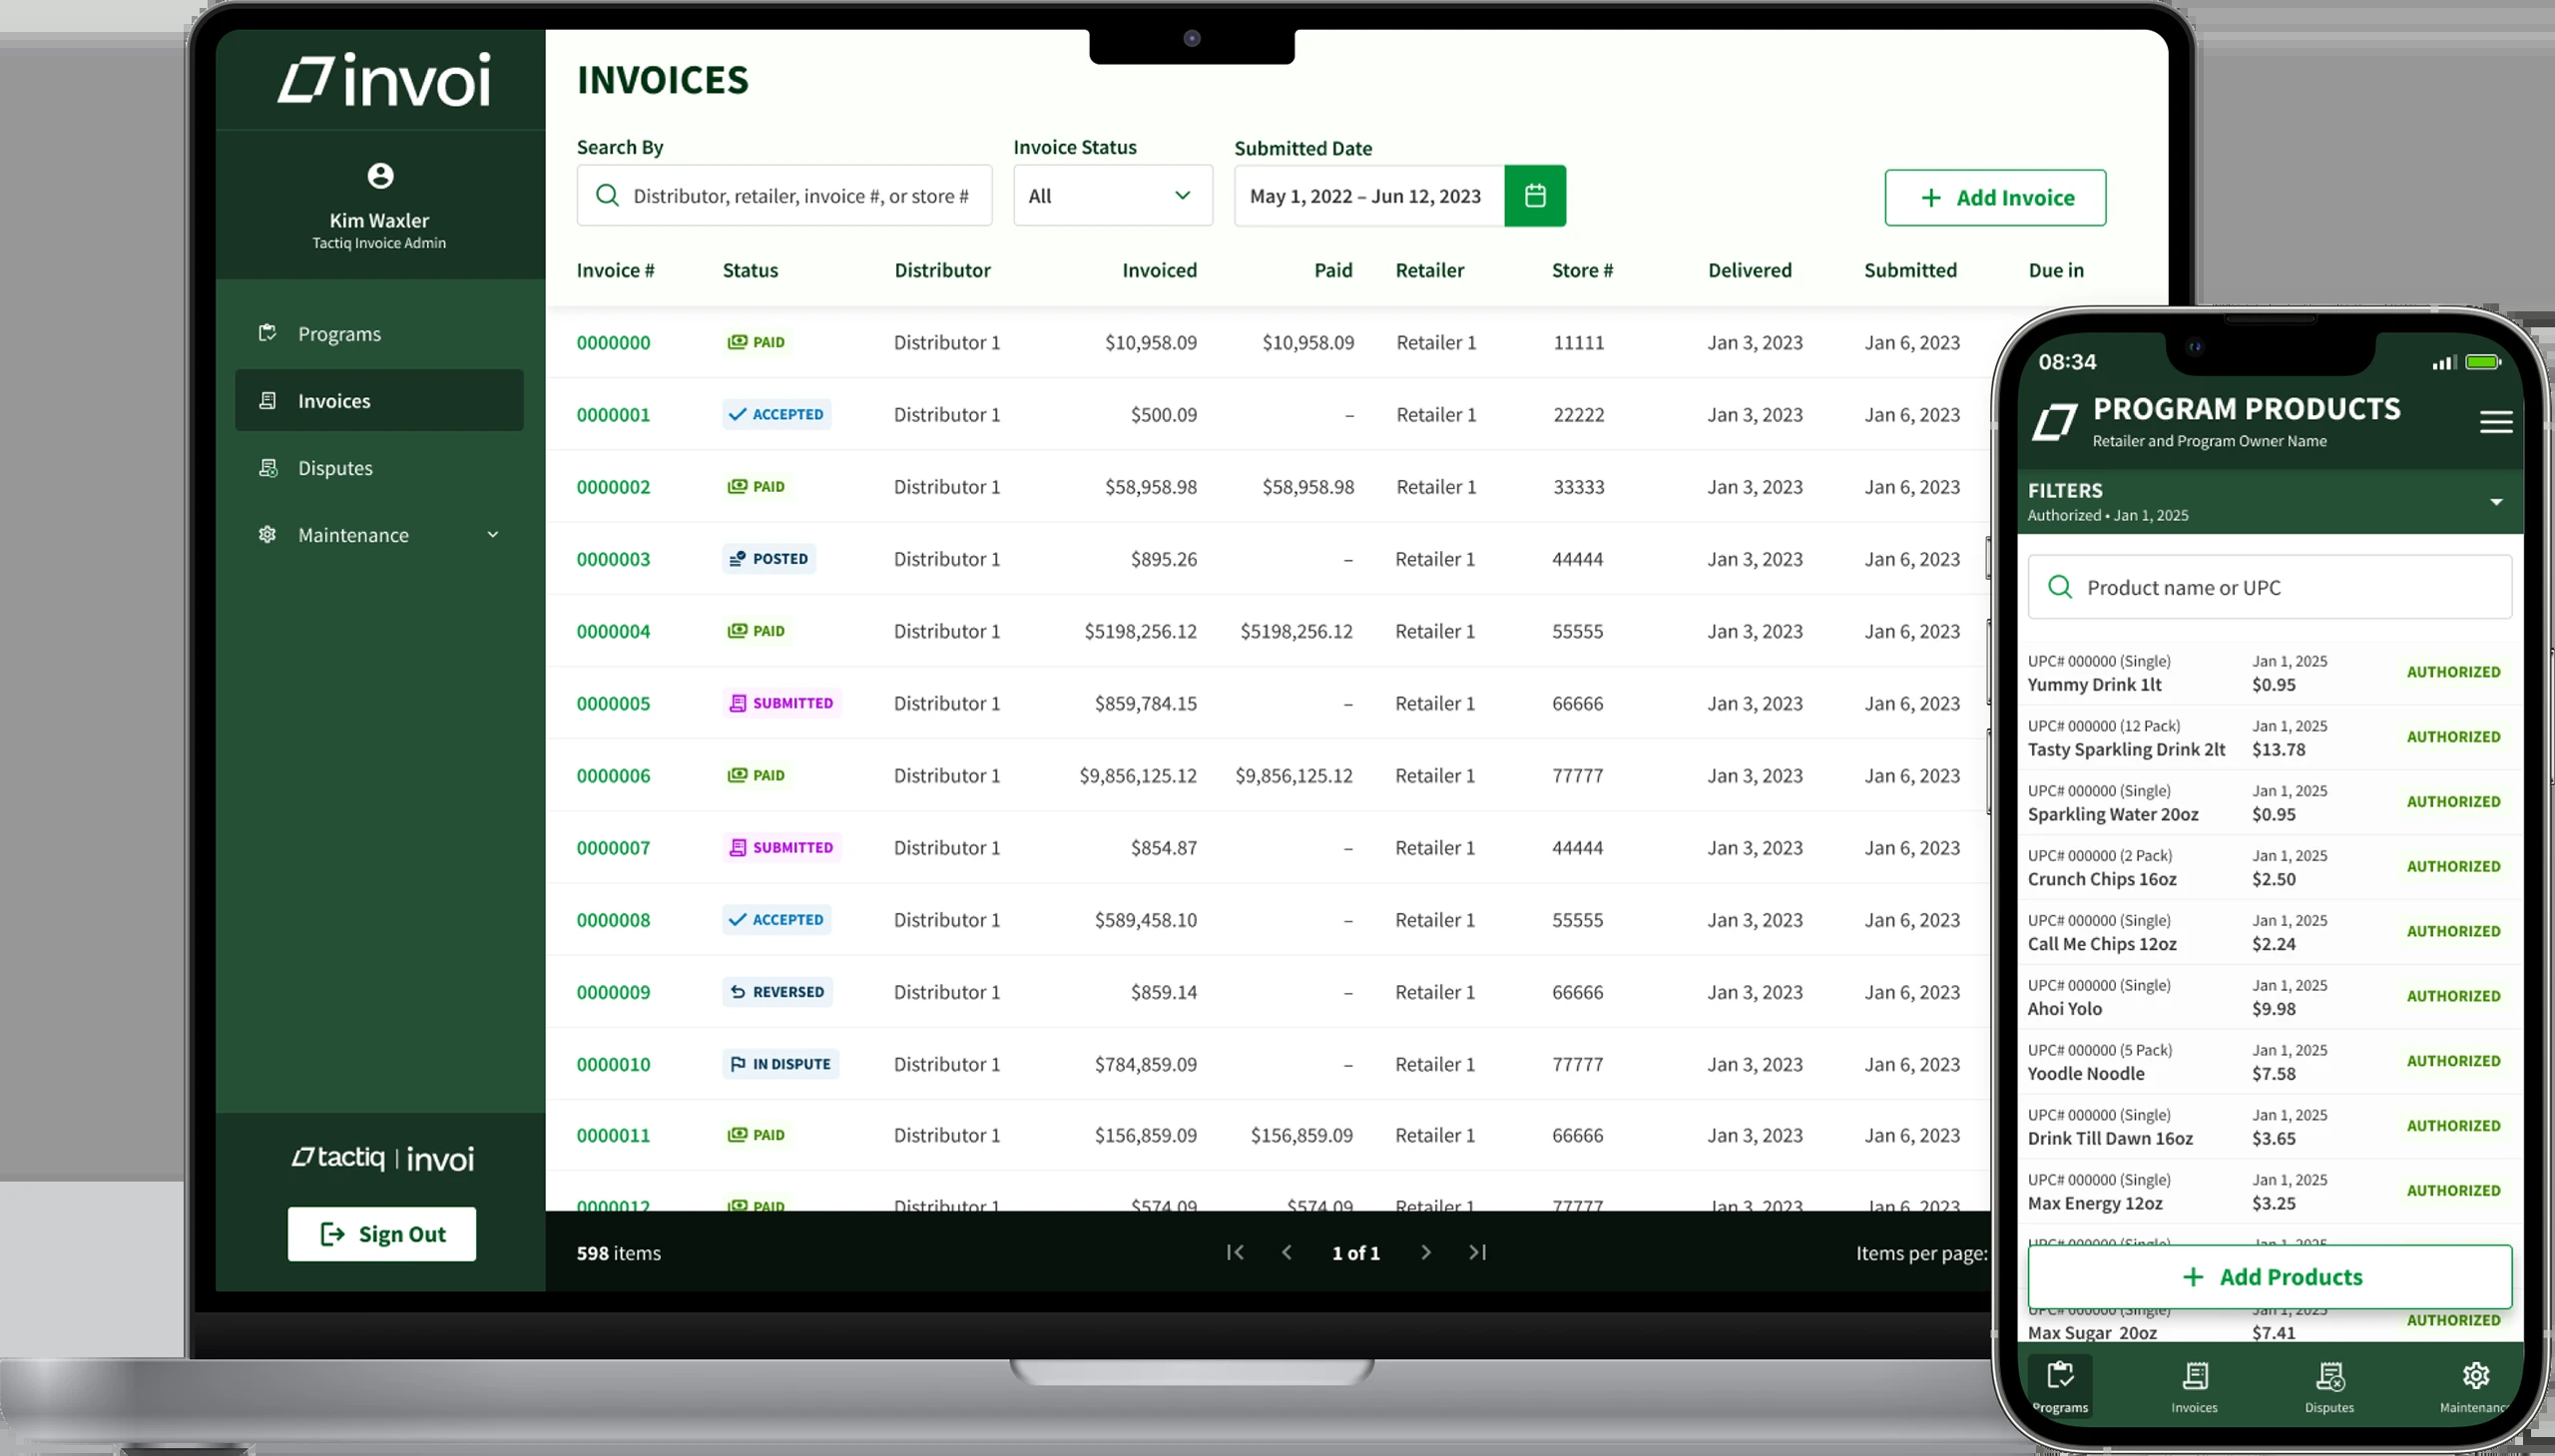 invoi
Kim Waxler
Tactiq Invoice Admin
Programs
Invoices
Disputes
Maintenance
tactiq | invoi
Sign Out
INVOICES
Search By
Distributor, retailer, invoice #, or store #
Invoice Status
All
Submitted Date
May 1, 2022 – Jun 12, 2023
Add Invoice
Invoice # Status Distributor Invoiced Paid Retailer Store # Delivered Submitted Due in
0000000 PAID Distributor 1 $10,958.09 $10,958.09 Retailer 1 11111 Jan 3, 2023 Jan 6, 2023
0000001 ACCEPTED Distributor 1 $500.09 – Retailer 1 22222 Jan 3, 2023 Jan 6, 2023
0000002 PAID Distributor 1 $58,958.98 $58,958.98 Retailer 1 33333 Jan 3, 2023 Jan 6, 2023
0000003 POSTED Distributor 1 $895.26 – Retailer 1 44444 Jan 3, 2023 Jan 6, 2023
0000004 PAID Distributor 1 $5198,256.12 $5198,256.12 Retailer 1 55555 Jan 3, 2023 Jan 6, 2023
0000005 SUBMITTED Distributor 1 $859,784.15 – Retailer 1 66666 Jan 3, 2023 Jan 6, 2023
0000006 PAID Distributor 1 $9,856,125.12 $9,856,125.12 Retailer 1 77777 Jan 3, 2023 Jan 6, 2023
0000007 SUBMITTED Distributor 1 $854.87 – Retailer 1 44444 Jan 3, 2023 Jan 6, 2023
0000008 ACCEPTED Distributor 1 $589,458.10 – Retailer 1 55555 Jan 3, 2023 Jan 6, 2023
0000009 REVERSED Distributor 1 $859.14 – Retailer 1 66666 Jan 3, 2023 Jan 6, 2023
0000010 IN DISPUTE Distributor 1 $784,859.09 – Retailer 1 77777 Jan 3, 2023 Jan 6, 2023
0000011 PAID Distributor 1 $156,859.09 $156,859.09 Retailer 1 66666 Jan 3, 2023 Jan 6, 2023
0000012 PAID Distributor 1 $574.09 $574.09 Retailer 1 77777 Jan 3, 2023 Jan 6, 2023
598 items
1 of 1
Items per page:
08:34
PROGRAM PRODUCTS
Retailer and Program Owner Name
FILTERS
Authorized • Jan 1, 2025
Product name or UPC
UPC# 000000 (Single) Jan 1, 2025
Yummy Drink 1lt $0.95 AUTHORIZED
UPC# 000000 (12 Pack) Jan 1, 2025
Tasty Sparkling Drink 2lt $13.78 AUTHORIZED
UPC# 000000 (Single) Jan 1, 2025
Sparkling Water 20oz $0.95 AUTHORIZED
UPC# 000000 (2 Pack) Jan 1, 2025
Crunch Chips 16oz $2.50 AUTHORIZED
UPC# 000000 (Single) Jan 1, 2025
Call Me Chips 12oz $2.24 AUTHORIZED
UPC# 000000 (Single) Jan 1, 2025
Ahoi Yolo $9.98 AUTHORIZED
UPC# 000000 (5 Pack) Jan 1, 2025
Yoodle Noodle $7.58 AUTHORIZED
UPC# 000000 (Single) Jan 1, 2025
Drink Till Dawn 16oz $3.65 AUTHORIZED
UPC# 000000 (Single) Jan 1, 2025
Max Energy 12oz $3.25 AUTHORIZED
UPC# 000000 (Single) Jan 1, 2025
Add Products
UPC# 000000 (Single) Jan 1, 2025
Max Sugar 20oz $7.41 AUTHORIZED
Programs
Invoices
Disputes
Maintenanc